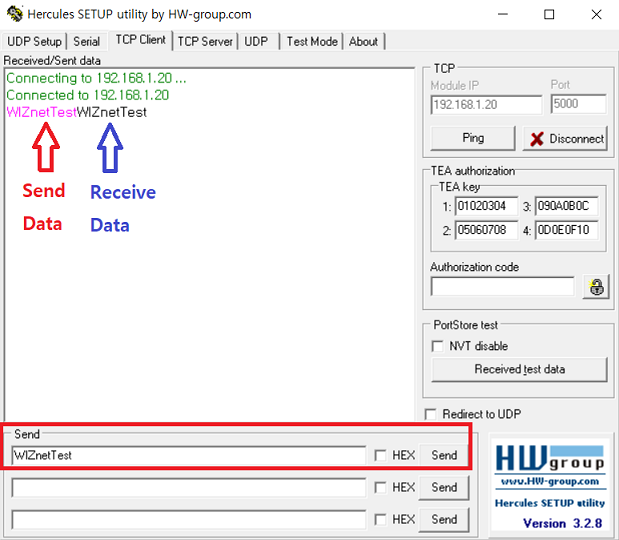 Hercules SETUP utility by HW-group.com
UDP Setup Serial TCP Client TCP Server UDP Test Mode About
Received/Sent data
Connecting to 192.168.1.20 ...
Connected to 192.168.1.20
WIZnetTestWIZnetTest
Send
Data
Receive
Data
TCP
Module IP Port
192.168.1.20 5000
Ping Disconnect
TEA authorization
TEA key
1: 01020304 3: 090A0B0C
2: 05060708 4: 0D0E0F10
Authorization code
PortStore test
NVT disable
Received test data
Redirect to UDP
Send
WIZnetTest HEX Send
HEX Send
HEX Send
HWgroup
www.HW-group.com
Hercules SETUP utility
Version 3.2.8